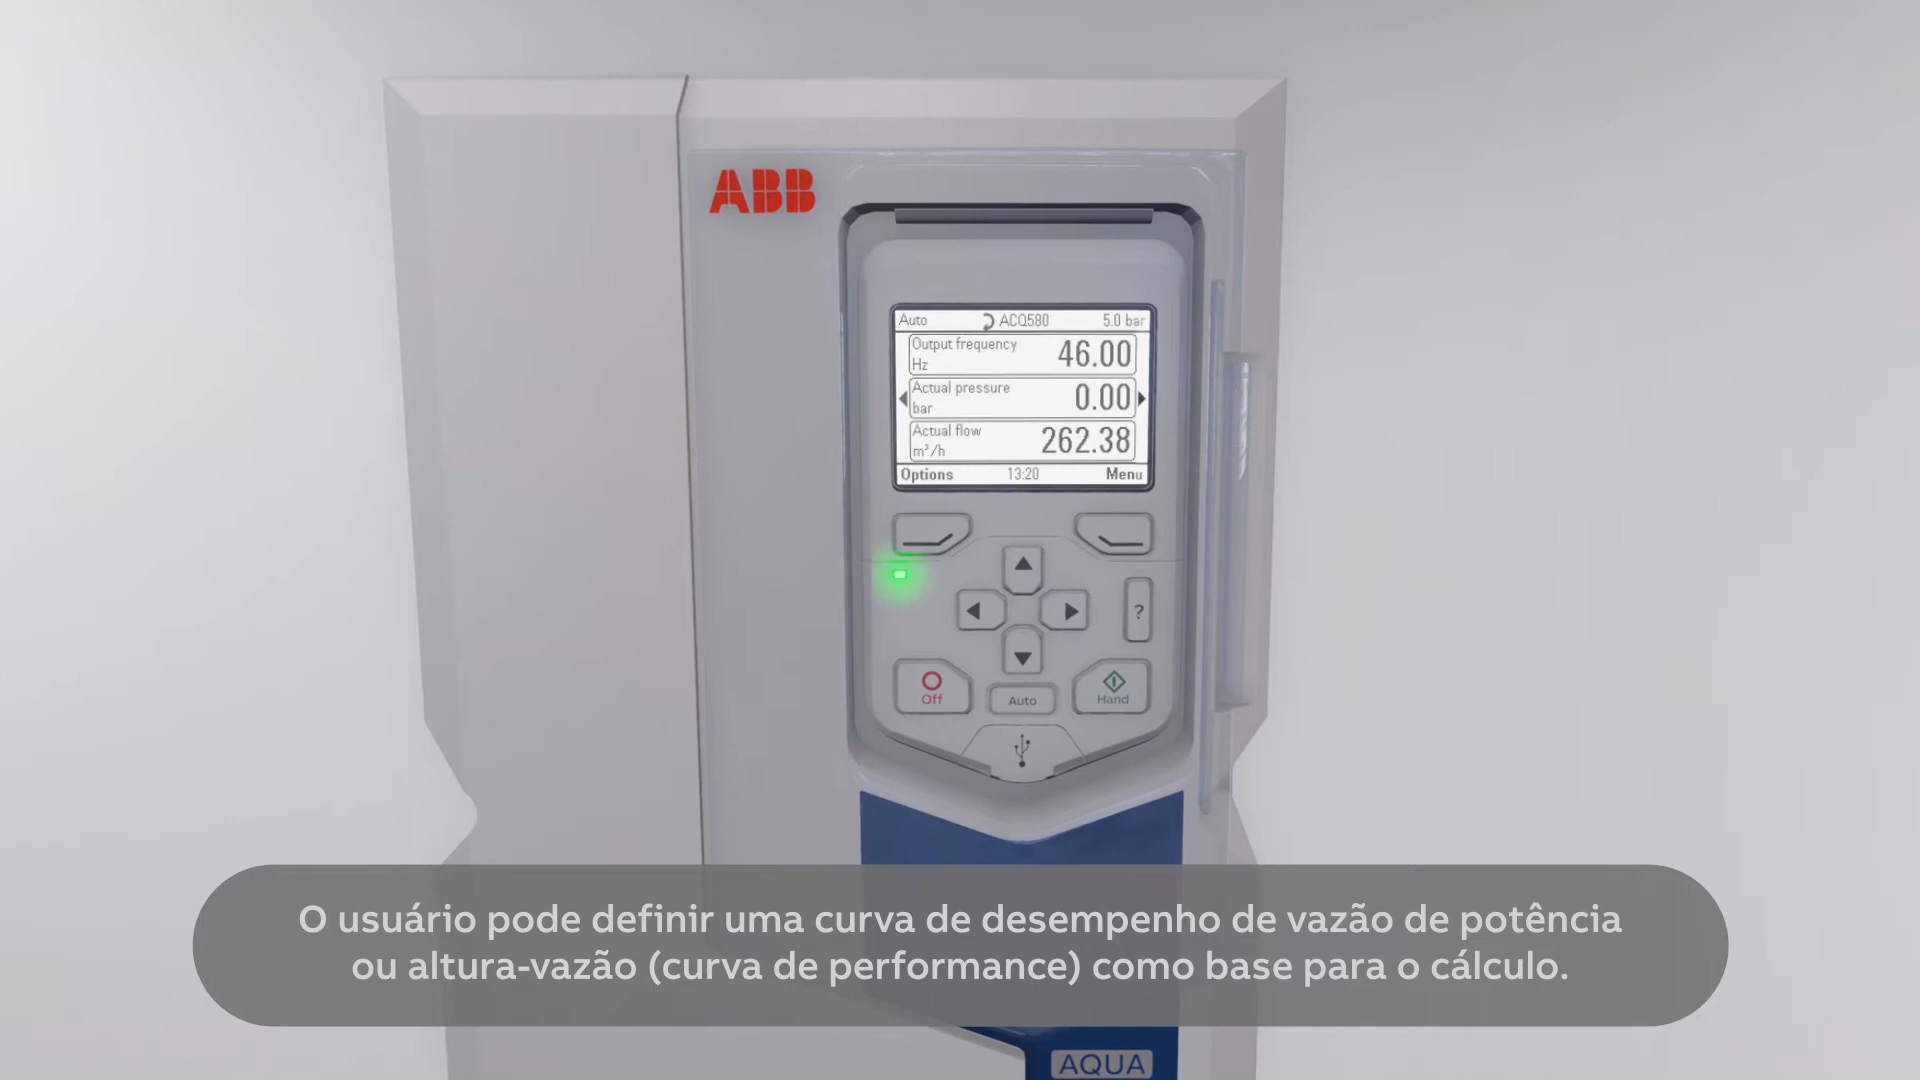 ABB
Auto ACQ580 5.0 bar
Output frequency
Hz 46.00
Actual pressure
bar 0.00
Actual flow
m³/h 262.38
Options 13:20 Menu
?
Off Auto Hand
O usuário pode definir uma curva de desempenho de vazão de potência
ou altura-vazão (curva de performance) como base para o cálculo.
AQUA